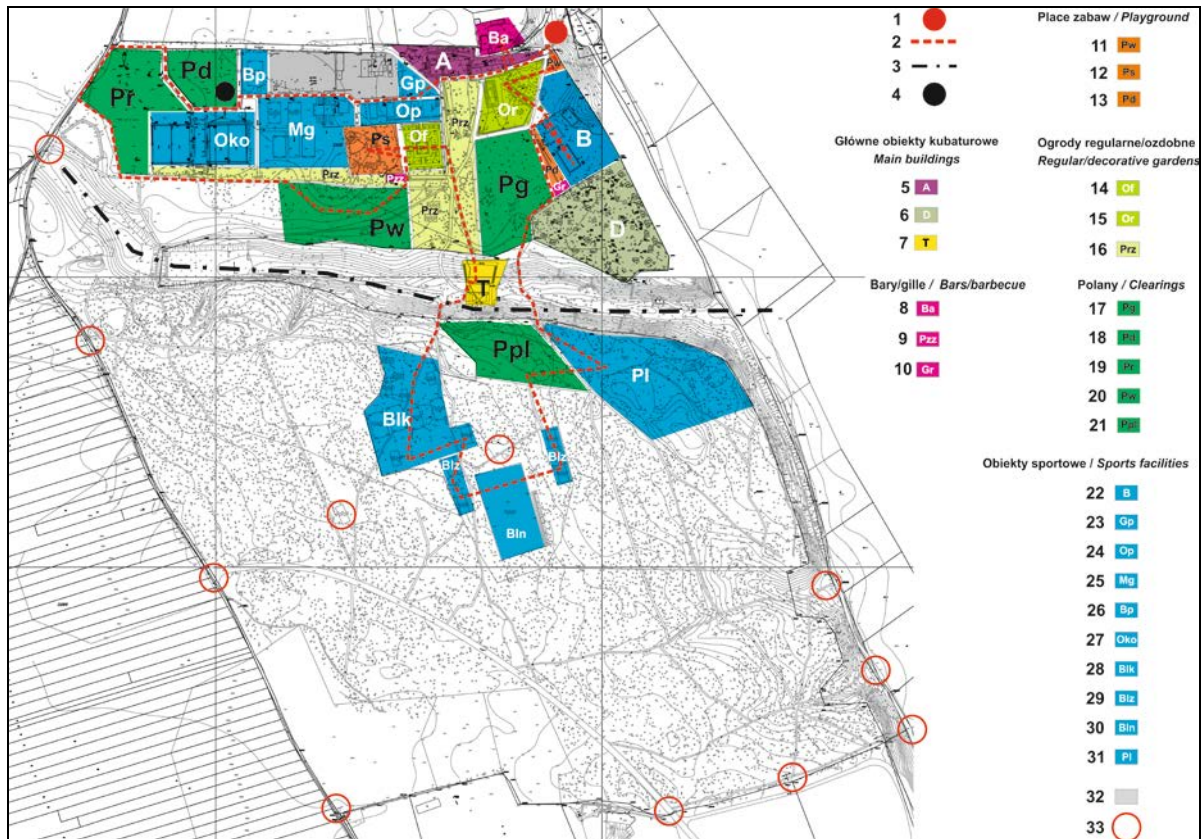 Ba
A
Pd
Bp
Gp
Pw
Pr
Op
Or
Oko
Mg
Prz
B
Ps
Of
Prz
Pzz
Pg
Pd
Gr
Pw
Prz
D
T
Ppl
Pl
Blk
Blz
Blz
Bln
1
2
3
4
Główne obiekty kubaturowe
Main buildings
5 A
6 D
7 T
Bary/gille / Bars/barbecue
8 Ba
9 Pzz
10 Gr
Place zabaw / Playground
11 Pw
12 Ps
13 Pd
Ogrody regularne/ozdobne
Regular/decorative gardens
14 Of
15 Or
16 Prz
Polany / Clearings
17 Pg
18 Pd
19 Pr
20 Pw
21 Ppl
Obiekty sportowe / Sports facilities
22 B
23 Gp
24 Op
25 Mg
26 Bp
27 Oko
28 Blk
29 Blz
30 Bln
31 Pl
32
33